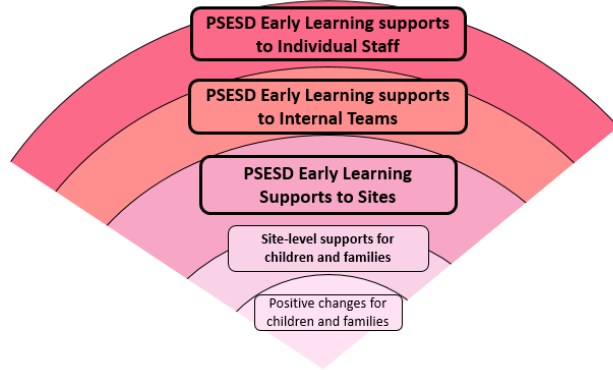 PSESD Early Learning supports
to Individual Staff
PSESD Early Learning supports
to Internal Teams
PSESD Early Learning
Supports to Sites
Site-level supports for
children and families
Positive changes for
children and families